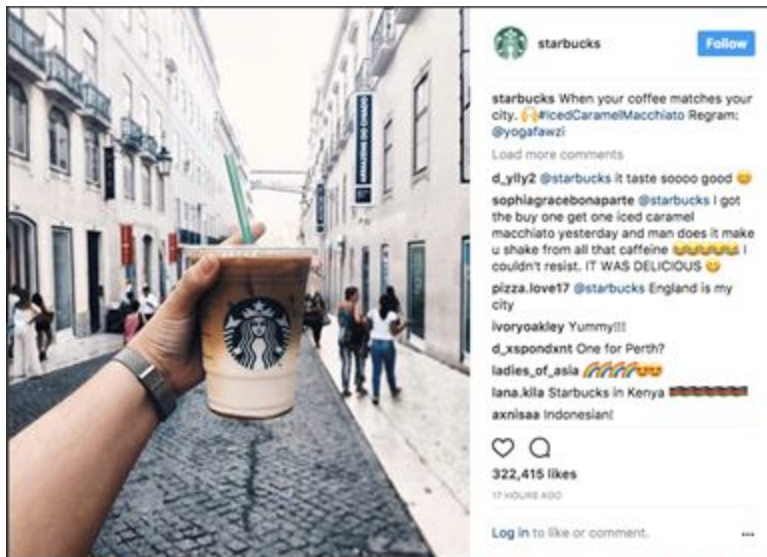 starbucks
Follow
starbucks When your coffee matches your
city. 🙌#IcedCaramelMacchiato Regram:
@yogafawzi
Load more comments
d_ylly2 @starbucks it taste soooo good 😊
sophiagracebonaparte @starbucks I got
the buy one get one iced caramel
macchiato yesterday and man does it make
u shake from all that caffeine 😂😂😂😂😂 I
couldn't resist. IT WAS DELICIOUS 😋
pizza.love17 @starbucks England is my
city
ivoryoakley Yummy!!!
d_xspondxnt One for Perth?
ladies_of_asia 🌈🌈🌈🌈😍😍
lana.kila Starbucks in Kenya 🇰🇪🇰🇪🇰🇪🇰🇪🇰🇪
axnisaa Indonesian!
322,415 likes
17 HOURS AGO
Log in to like or comment.
ARMAZÉNS DO CHIADO